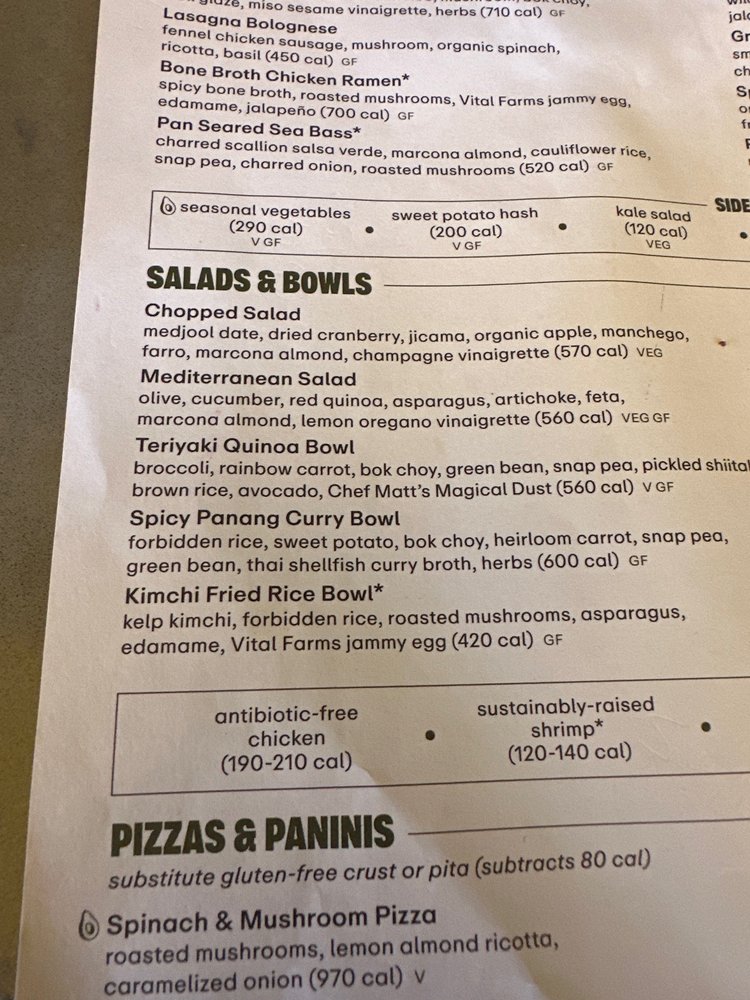 glaze, miso sesame vinaigrette, herbs (710 cal) GF
Lasagna Bolognese
fennel chicken sausage, mushroom, organic spinach,
ricotta, basil (450 cal) GF
Bone Broth Chicken Ramen*
spicy bone broth, roasted mushrooms, Vital Farms jammy egg,
edamame, jalapeño (700 cal) GF
Pan Seared Sea Bass*
charred scallion salsa verde, marcona almond, cauliflower rice,
snap pea, charred onion, roasted mushrooms (520 cal) GF
SIDE
seasonal vegetables • sweet potato hash • kale salad •
(290 cal) (200 cal) (120 cal)
V GF V GF VEG
SALADS & BOWLS
Chopped Salad
medjool date, dried cranberry, jicama, organic apple, manchego,
farro, marcona almond, champagne vinaigrette (570 cal) VEG
Mediterranean Salad
olive, cucumber, red quinoa, asparagus, artichoke, feta,
marcona almond, lemon oregano vinaigrette (560 cal) VEG GF
Teriyaki Quinoa Bowl
broccoli, rainbow carrot, bok choy, green bean, snap pea, pickled shiita
brown rice, avocado, Chef Matt's Magical Dust (560 cal) V GF
Spicy Panang Curry Bowl
forbidden rice, sweet potato, bok choy, heirloom carrot, snap pea,
green bean, thai shellfish curry broth, herbs (600 cal) GF
Kimchi Fried Rice Bowl*
kelp kimchi, forbidden rice, roasted mushrooms, asparagus,
edamame, Vital Farms jammy egg (420 cal) GF
antibiotic-free
chicken
(190-210 cal)
•
sustainably-raised
shrimp*
(120-140 cal)
•
PIZZAS & PANINIS
substitute gluten-free crust or pita (subtracts 80 cal)
Spinach & Mushroom Pizza
roasted mushrooms, lemon almond ricotta,
caramelized onion (970 cal) V